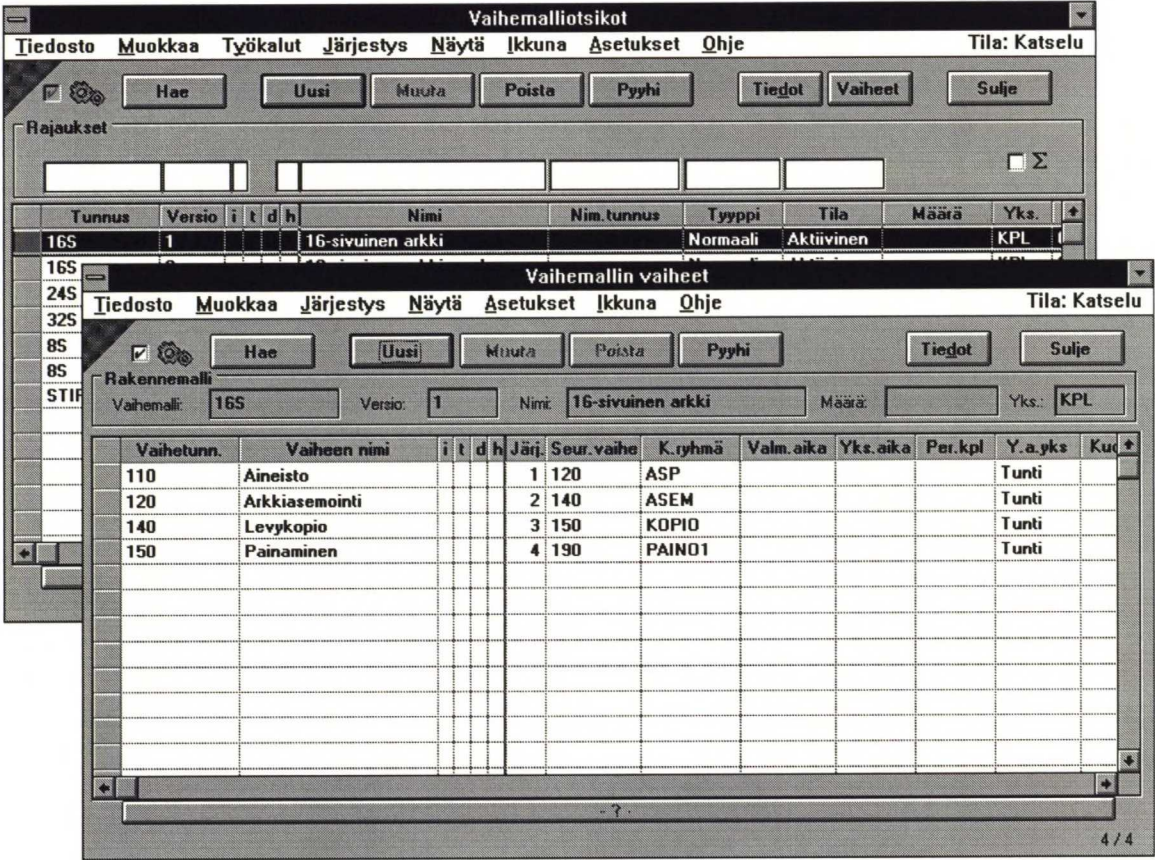 Vaihemalliotsikot
Tiedosto Muokkaa Työkalut Järjestys Näytä Ikkuna Asetukset Ohje Tila: Katselu
Hae Uusi Muuta Poista Pyyhi Tiedot Vaiheet Sulje
Rajaukset
Σ
Tunnus Versio i t d h Nimi Nim.tunnus Tyyppi Tila Määrä Yks.
16S 1 16-sivuinen arkki Normaali Aktiivinen KPL
16S
24S
32S
8S
8S
Vaihemallin vaiheet
Tiedosto Muokkaa Järjestys Näytä Asetukset Ikkuna Ohje Tila: Katselu
Hae Uusi Muuta Poista Pyyhi Tiedot Sulje
Rakennemalli
Vaihemalli: 16S Versio: 1 Nimi: 16-sivuinen arkki Määrä: Yks.: KPL
Vaihetunn. Vaiheen nimi i t d h Järj. Seur.vaihe K.ryhmä Valm.aika Yks.aika Per.kpl Y.a.yks
110 Aineisto 1 120 ASP Tunti
120 Arkkiasemointi 2 140 ASEM Tunti
140 Levykopio 3 150 KOPIO Tunti
150 Painaminen 4 190 PAINO1 Tunti
- ? -
4 / 4